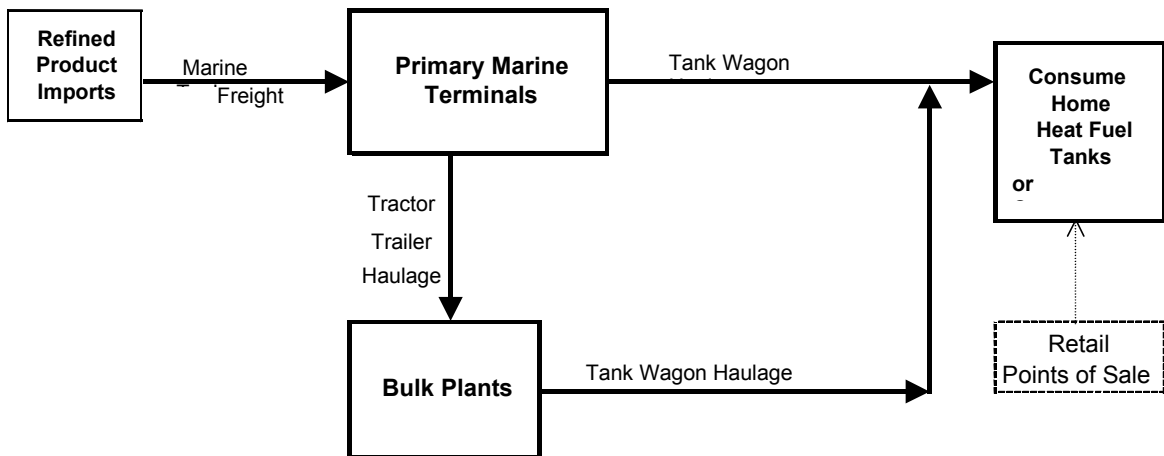 Refined
Product
Imports
Marine
Freight
Primary Marine
Terminals
Tank Wagon
Consume
Home
Heat Fuel
Tanks
or
Tractor
Trailer
Haulage
Bulk Plants
Tank Wagon Haulage
Retail
Points of Sale